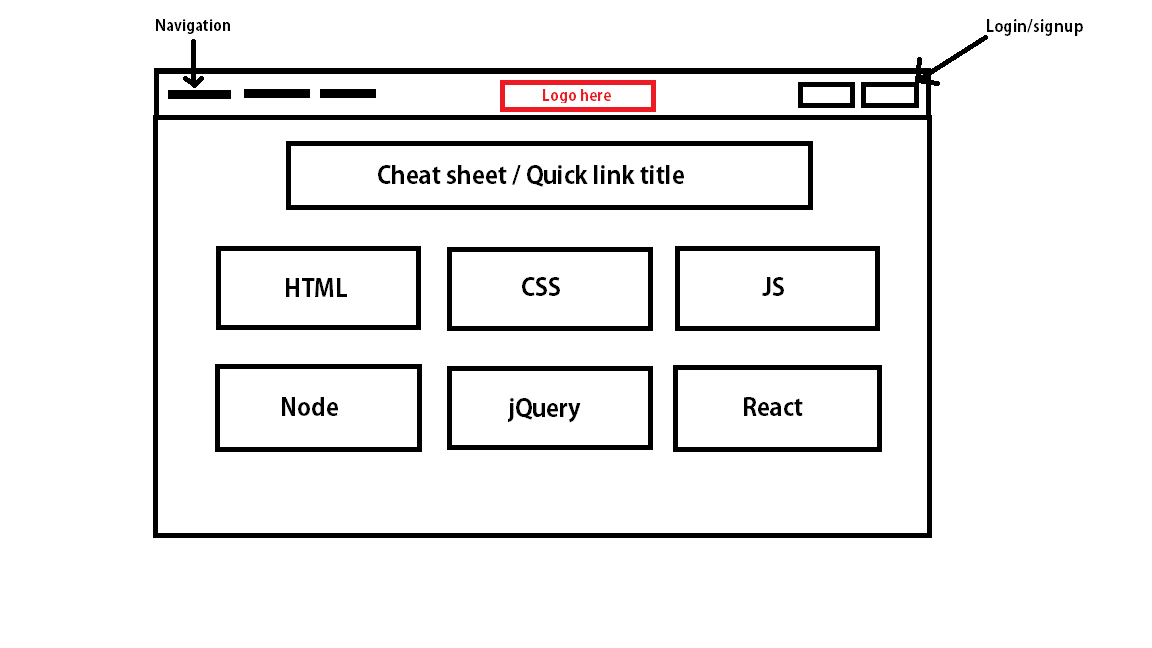 Navigation
Login/signup
Logo here
Cheat sheet / Quick link title
HTML
CSS
JS
Node
jQuery
React